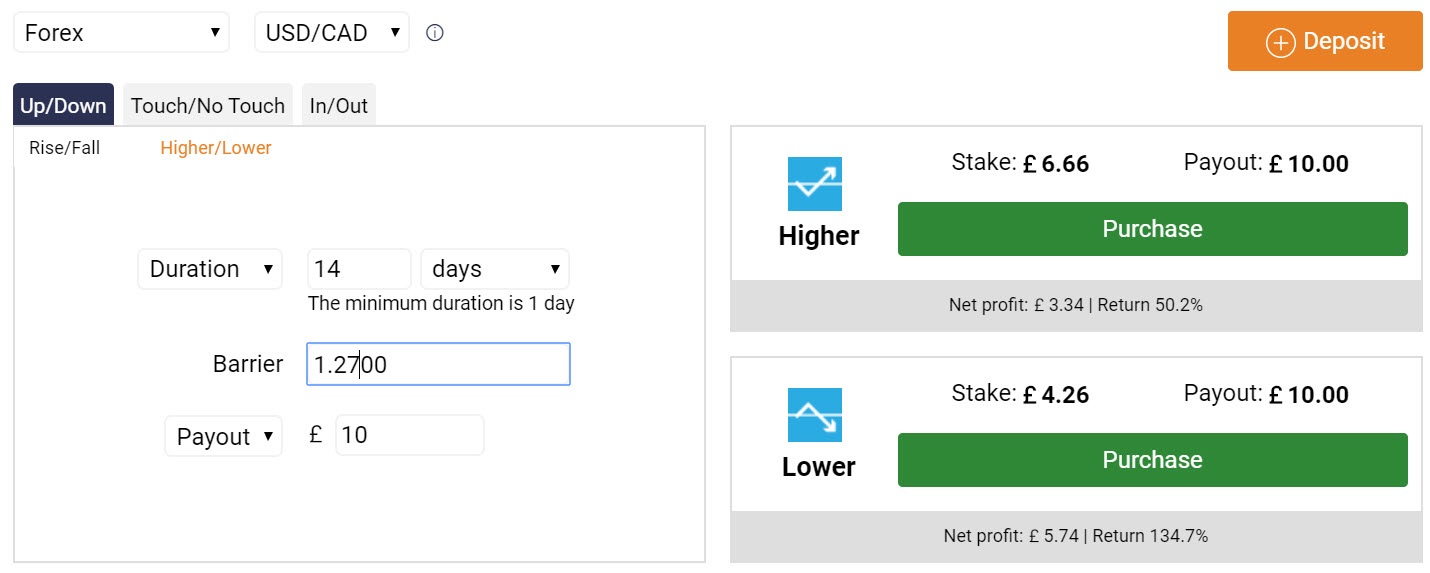 Forex ▼ USD/CAD ▼ ⓘ
Deposit
Up/Down Touch/No Touch In/Out
Rise/Fall Higher/Lower
Duration ▼ 14 days ▼
The minimum duration is 1 day
Barrier 1.2700
Payout ▼ £ 10
Stake: £ 6.66 Payout: £ 10.00
Higher
Purchase
Net profit: £ 3.34 | Return 50.2%
Stake: £ 4.26 Payout: £ 10.00
Lower
Purchase
Net profit: £ 5.74 | Return 134.7%